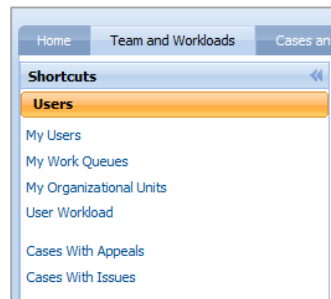 Home Team and Workloads Cases an
Shortcuts
Users
My Users
My Work Queues
My Organizational Units
User Workload
Cases With Appeals
Cases With Issues